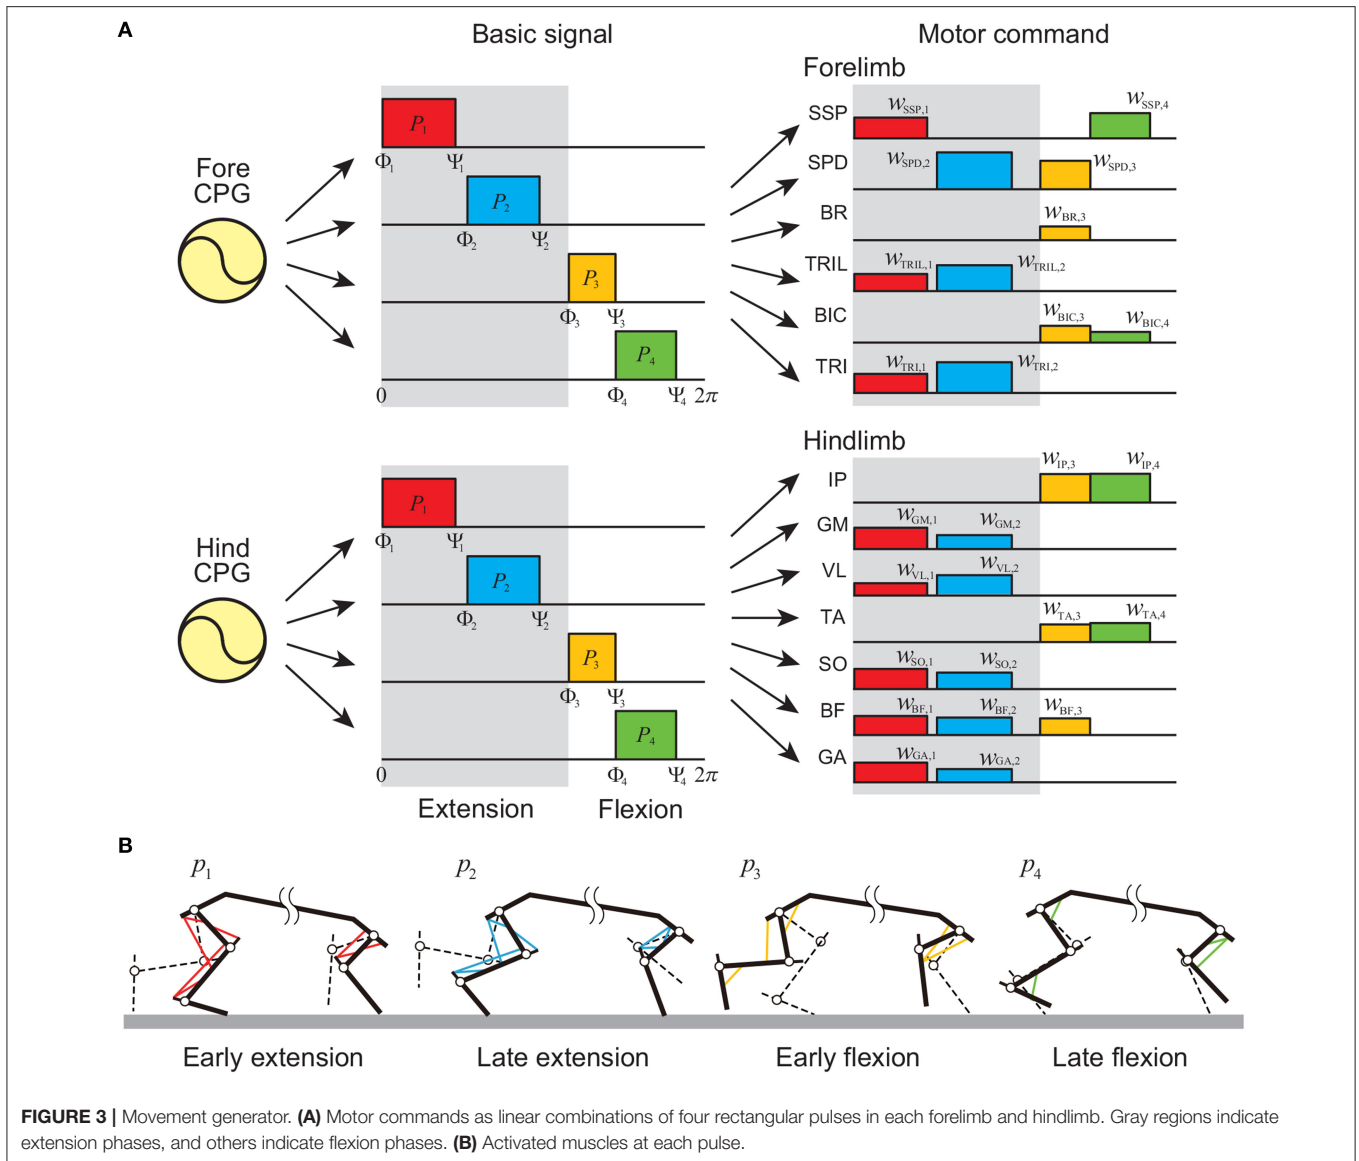 A
Basic signal
Motor command
Forelimb
Fore
CPG
P1
Φ1 Ψ1
P2
Φ2 Ψ2
P3
Φ3 Ψ3
P4
0 Φ4 Ψ4 2π
SSP wSSP,1 wSSP,4
SPD wSPD,2 wSPD,3
BR wBR,3
TRIL wTRIL,1 wTRIL,2
BIC wBIC,3 wBIC,4
TRI wTRI,1 wTRI,2
Hindlimb
Hind
CPG
P1
Φ1 Ψ1
P2
Φ2 Ψ2
P3
Φ3 Ψ3
P4
0 Φ4 Ψ4 2π
Extension Flexion
IP wIP,3 wIP,4
GM wGM,1 wGM,2
VL wVL,1 wVL,2
TA wTA,3 wTA,4
SO wSO,1 wSO,2
BF wBF,1 wBF,2 wBF,3
GA wGA,1 wGA,2
B
p1 p2 p3 p4
Early extension Late extension Early flexion Late flexion
FIGURE 3 | Movement generator. (A) Motor commands as linear combinations of four rectangular pulses in each forelimb and hindlimb. Gray regions indicate
extension phases, and others indicate flexion phases. (B) Activated muscles at each pulse.